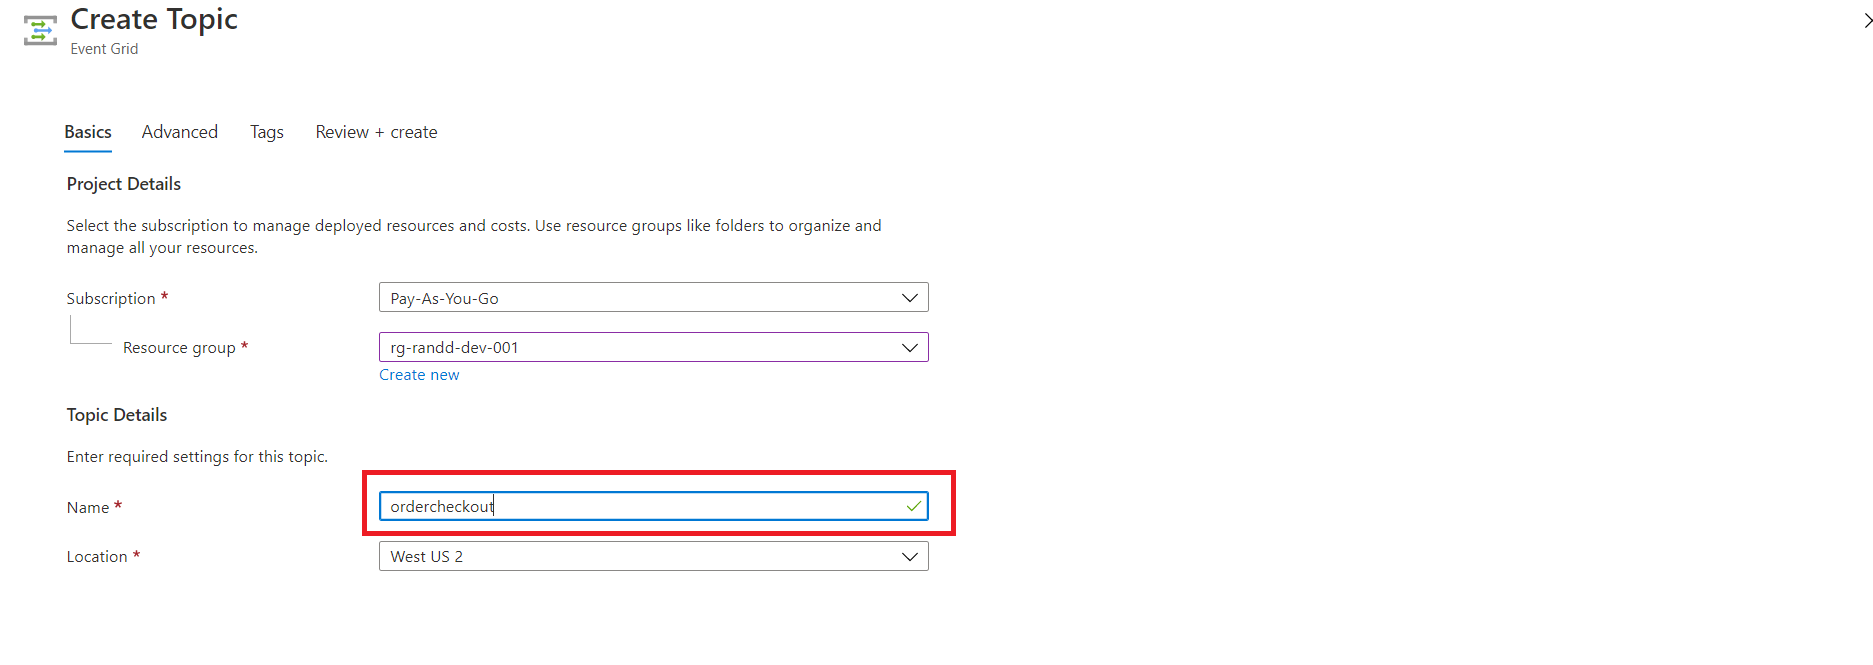 Create Topic
Event Grid
Basics Advanced Tags Review + create
Project Details
Select the subscription to manage deployed resources and costs. Use resource groups like folders to organize and
manage all your resources.
Subscription * Pay-As-You-Go
Resource group * rg-randd-dev-001
Create new
Topic Details
Enter required settings for this topic.
Name * ordercheckout
Location * West US 2